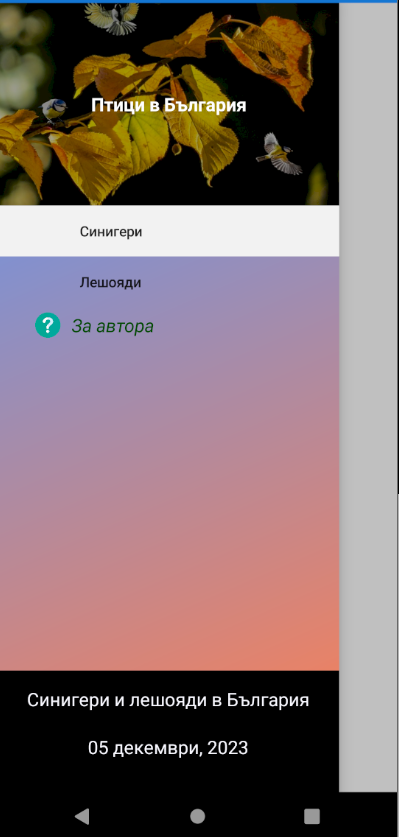 Птици в България
Синигери
Лешояди
?
За автора
Синигери и лешояди в България
05 декември, 2023